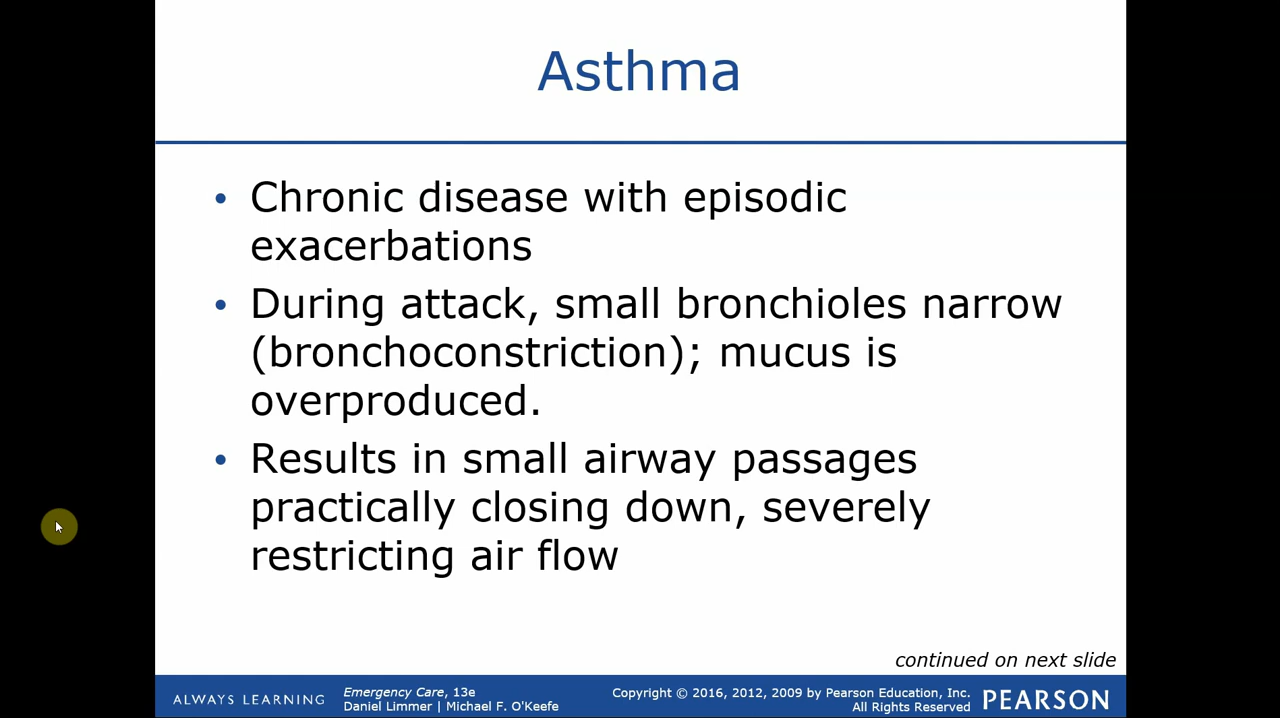 Asthma
• Chronic disease with episodic
exacerbations
• During attack, small bronchioles narrow
(bronchoconstriction); mucus is
overproduced.
• Results in small airway passages
practically closing down, severely
restricting air flow
continued on next slide
ALWAYS LEARNING
Emergency Care, 13e
Daniel Limmer | Michael F. O'Keefe
Copyright © 2016, 2012, 2009 by Pearson Education, Inc.
All Rights Reserved
PEARSON